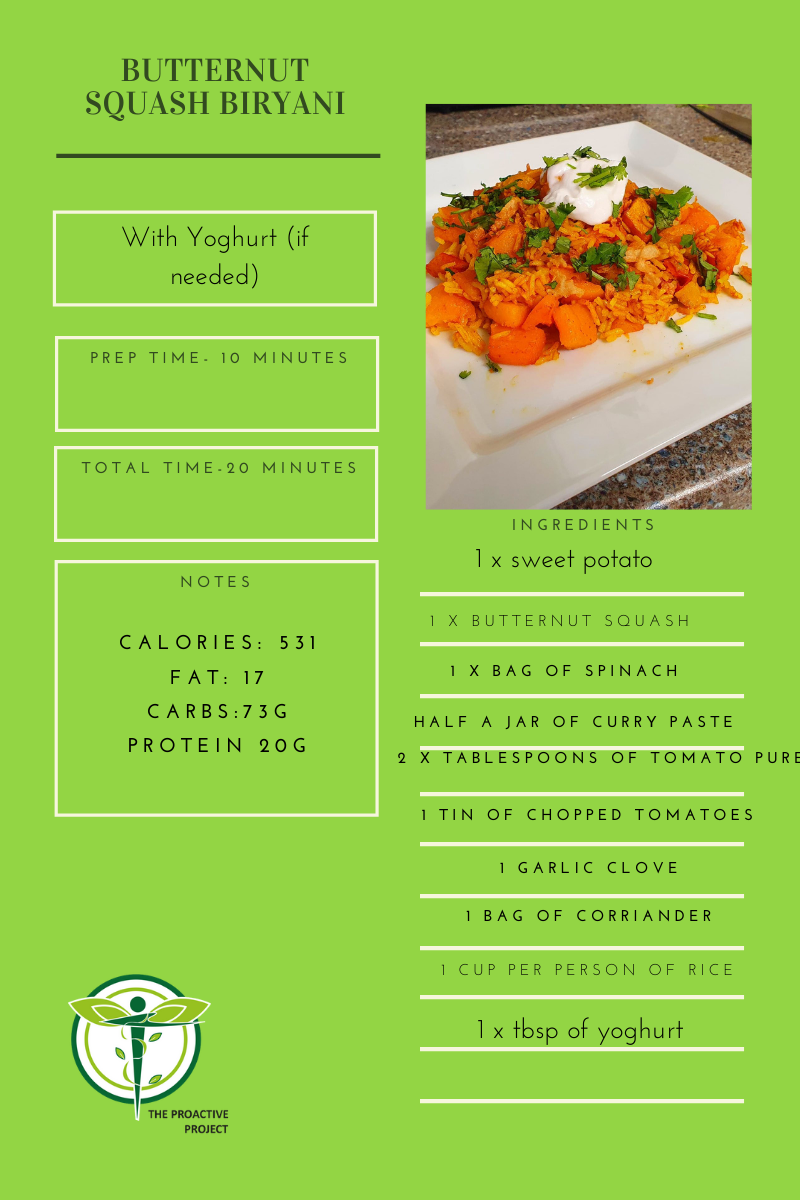 BUTTERNUT
SQUASH BIRYANI
With Yoghurt (if
needed)
PREP TIME- 10 MINUTES
TOTAL TIME-20 MINUTES
NOTES
CALORIES: 531
FAT: 17
CARBS:73G
PROTEIN 20G
INGREDIENTS
1 x sweet potato
1 X BUTTERNUT SQUASH
1 X BAG OF SPINACH
HALF A JAR OF CURRY PASTE
2 X TABLESPOONS OF TOMATO PURE
1 TIN OF CHOPPED TOMATOES
1 GARLIC CLOVE
1 BAG OF CORRIANDER
1 CUP PER PERSON OF RICE
1 x tbsp of yoghurt
THE PROACTIVE
PROJECT